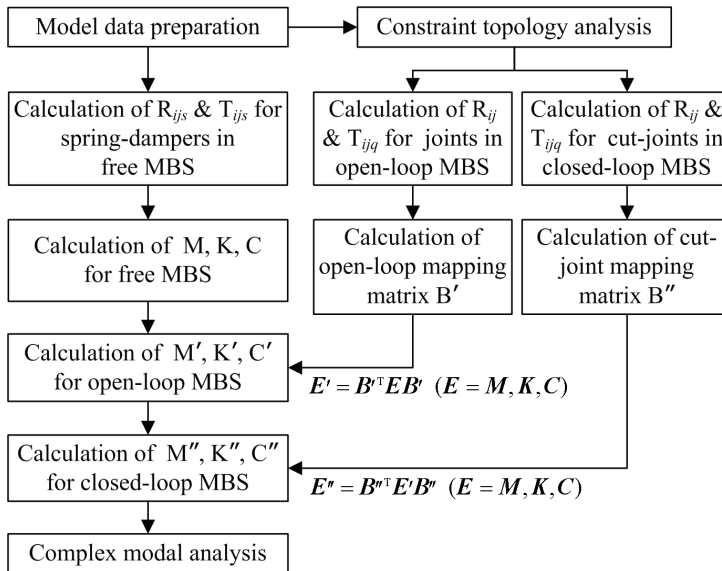 Model data preparation
Constraint topology analysis
Calculation of R_ijs & T_ijs for
spring-dampers in
free MBS
Calculation of R_ij
& T_ijq for joints in
open-loop MBS
Calculation of R_ij &
T_ijq for cut-joints in
closed-loop MBS
Calculation of M, K, C
for free MBS
Calculation of
open-loop mapping
matrix B′
Calculation of cut-
joint mapping
matrix B″
Calculation of M′, K′, C′
for open-loop MBS
E′ = B′ᵀEB′ (E = M, K, C)
Calculation of M″, K″, C″
for closed-loop MBS
E″ = B″ᵀE′B″ (E = M, K, C)
Complex modal analysis